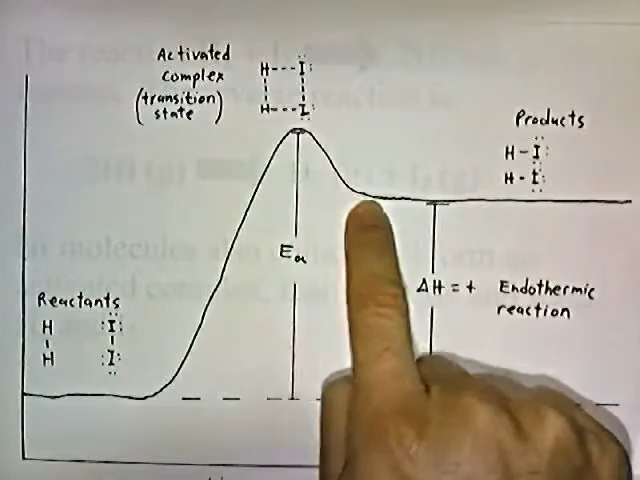 Activated
complex
(transition)
state
H---I:
H---I:
Products
H-I:
H-I:
Ea
ΔH = + Endothermic
reaction
Reactants
H :I:
H :I: